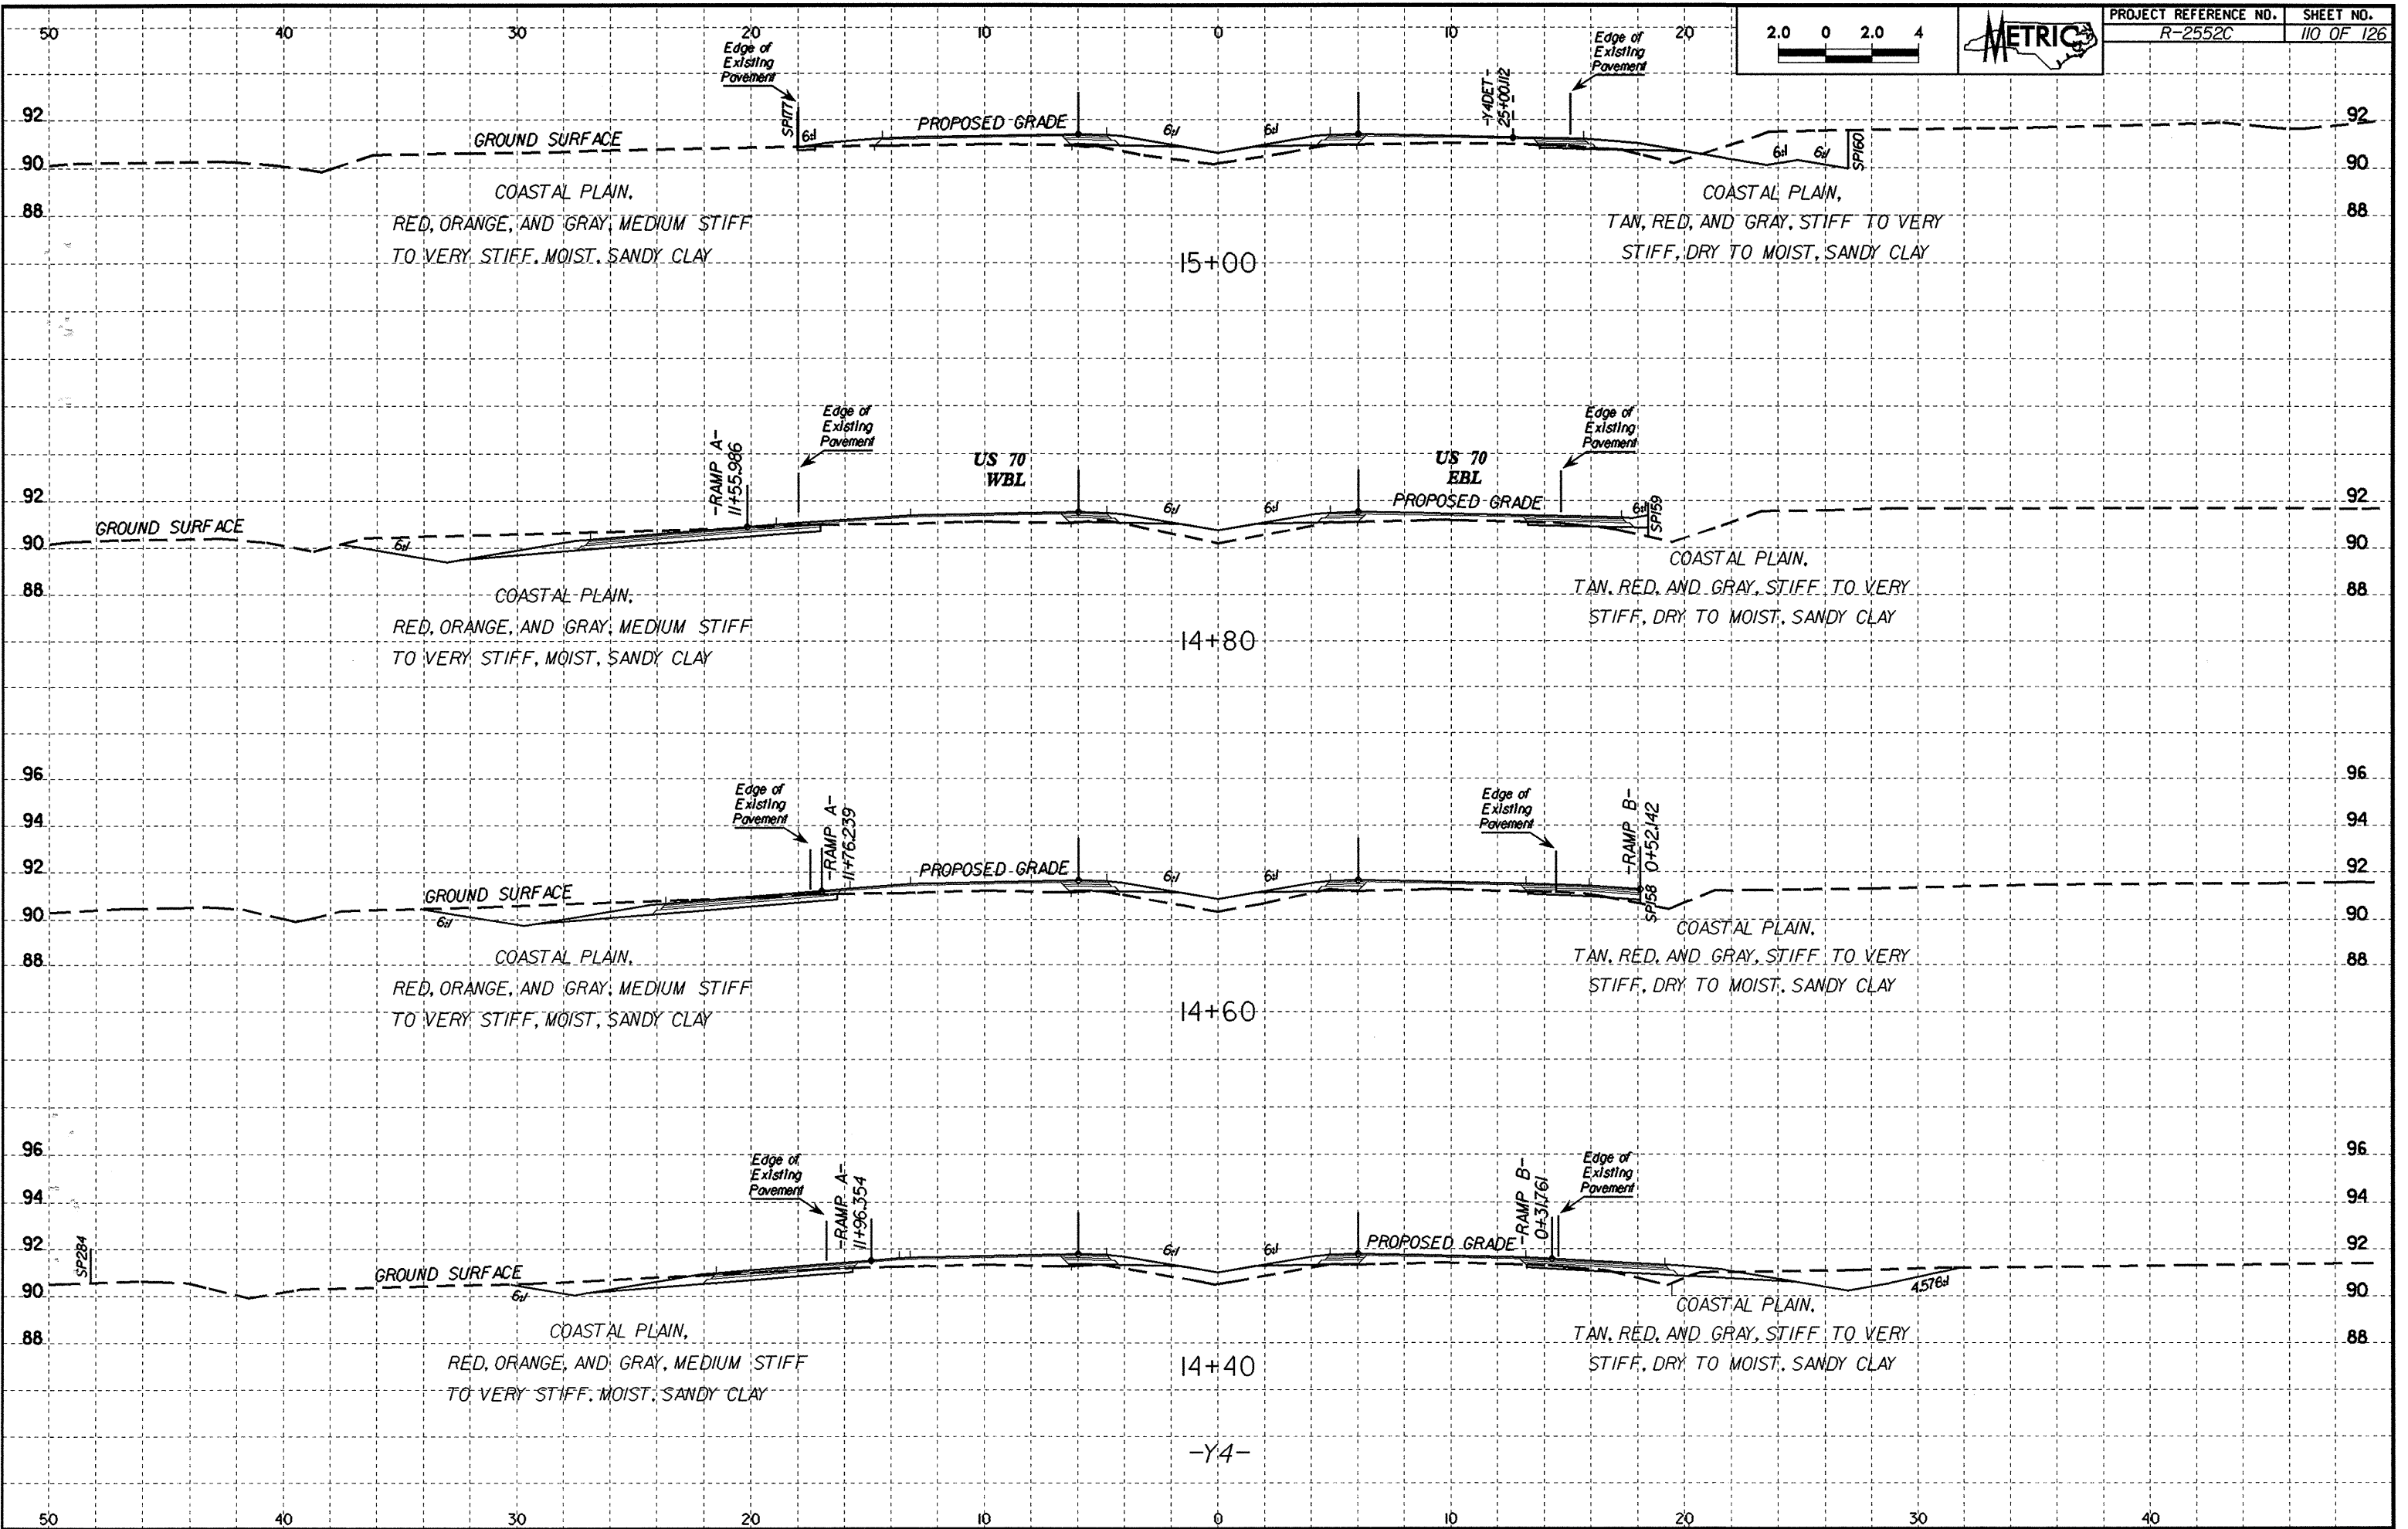 50 40 30 20 10 0 10 20
2.0 0 2.0 4
METRIC
PROJECT REFERENCE NO. SHEET NO.
R-2552C 110 OF 126
Edge of
Existing
Pavement
SP177
6:1
PROPOSED GRADE
6:1
6:1
-Y4DET-
25+00.112
Edge of
Existing
Pavement
92 92
GROUND SURFACE
90 90
6:1 6:1
SP160
88 88
COASTAL PLAIN,
RED, ORANGE, AND GRAY, MEDIUM STIFF
TO VERY STIFF, MOIST, SANDY CLAY
COASTAL PLAIN,
TAN, RED, AND GRAY, STIFF TO VERY
STIFF, DRY TO MOIST, SANDY CLAY
15+00
-RAMP A-
11+55.986
Edge of
Existing
Pavement
US 70
WBL
US 70
EBL
Edge of
Existing
Pavement
92 92
GROUND SURFACE
6:1
6:1
6:1
PROPOSED GRADE
6:1
SP159
90 90
88 88
COASTAL PLAIN,
RED, ORANGE, AND GRAY, MEDIUM STIFF
TO VERY STIFF, MOIST, SANDY CLAY
COASTAL PLAIN,
TAN, RED, AND GRAY, STIFF TO VERY
STIFF, DRY TO MOIST, SANDY CLAY
14+80
96 96
94 94
Edge of
Existing
Pavement
-RAMP A-
11+76.239
Edge of
Existing
Pavement
-RAMP B-
0+52.142
SP158
92 92
PROPOSED GRADE
6:1
6:1
GROUND SURFACE
6:1
90 90
88 88
COASTAL PLAIN,
RED, ORANGE, AND GRAY, MEDIUM STIFF
TO VERY STIFF, MOIST, SANDY CLAY
COASTAL PLAIN,
TAN, RED, AND GRAY, STIFF TO VERY
STIFF, DRY TO MOIST, SANDY CLAY
14+60
96 96
94 94
Edge of
Existing
Pavement
-RAMP A-
11+96.354
-RAMP B-
0+31.761
Edge of
Existing
Pavement
SP284
92 92
6:1
6:1
PROPOSED GRADE
GROUND SURFACE
6:1
4.576:1
90 90
88 88
COASTAL PLAIN,
RED, ORANGE, AND GRAY, MEDIUM STIFF
TO VERY STIFF, MOIST, SANDY CLAY
COASTAL PLAIN,
TAN, RED, AND GRAY, STIFF TO VERY
STIFF, DRY TO MOIST, SANDY CLAY
14+40
-Y4-
50 40 30 20 10 0 10 20 30 40